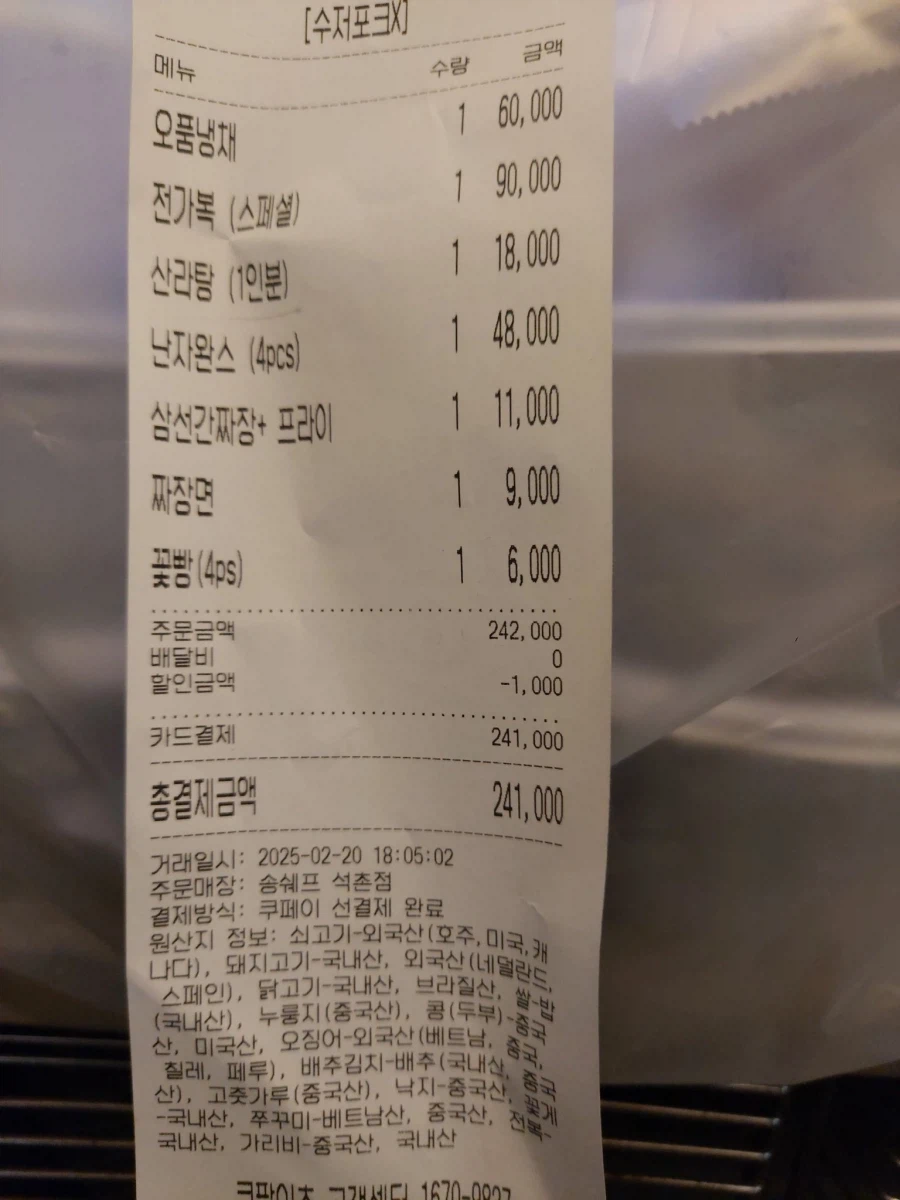 [수저포크X]
메뉴 수량 금액
오품냉채 1 60,000
전가복 (스페셜) 1 90,000
산라탕 (1인분) 1 18,000
난자완스 (4pcs) 1 48,000
삼선간짜장+ 프라이 1 11,000
짜장면 1 9,000
꽃빵(4ps) 1 6,000
주문금액 242,000
배달비 0
할인금액 -1,000
카드결제 241,000
총결제금액 241,000
거래일시: 2025-02-20 18:05:02
주문매장: 송쉐프 석촌점
결제방식: 쿠페이 선결제 완료
원산지 정보: 쇠고기-외국산(호주, 미국, 캐
나다), 돼지고기-국내산, 외국산(네덜란드,
스페인), 닭고기-국내산, 브라질산, 쌀-밥
(국내산), 누룽지(중국산), 콩(두부)-중국
산, 미국산, 오징어-외국산(베트남, 중국,
칠레, 페루), 배추김치-배추(국내산, 중국
산), 고춧가루(중국산), 낙지-중국산, 꽃게
-국내산, 쭈꾸미-베트남산, 중국산, 전복-
국내산, 가리비-중국산, 국내산
쿠팡이츠 고객센터 1670-9827